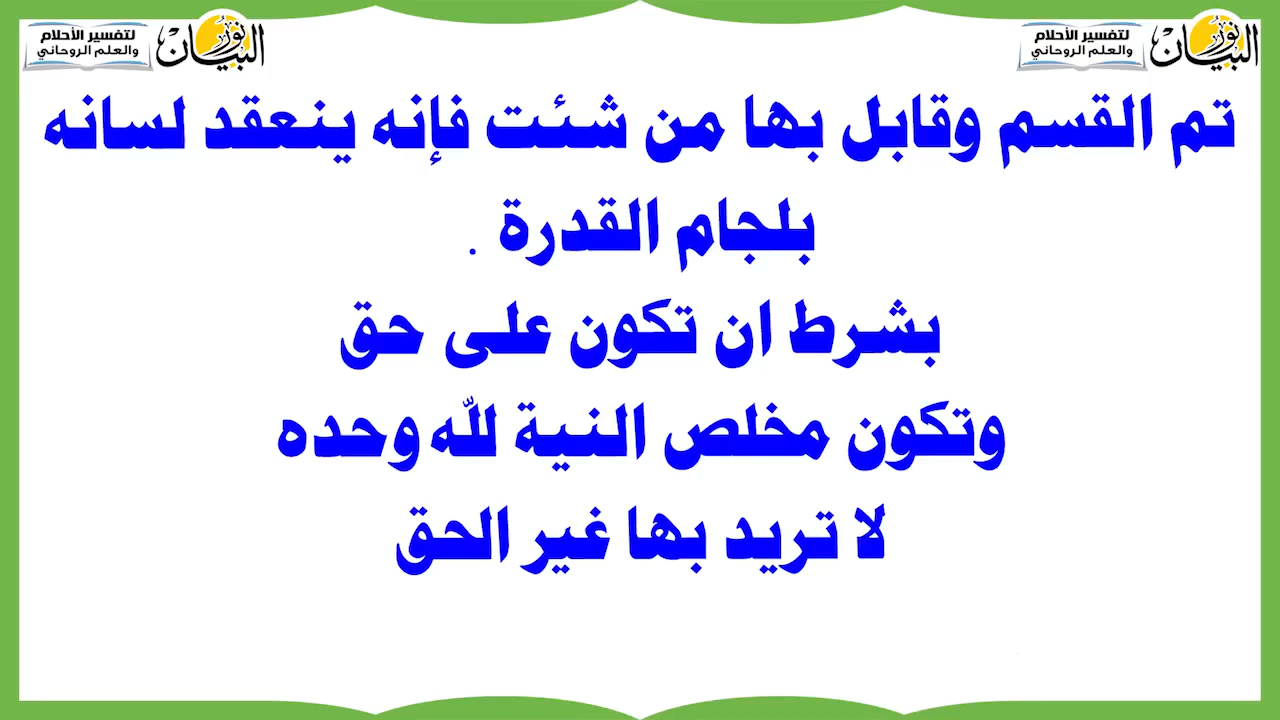 نور البيان
لتفسير الأحلام
والعلم الروحاني
نور البيان
لتفسير الأحلام
والعلم الروحاني
تم القسم وقابل بها من شئت فإنه ينعقد لسانه
بلجام القدرة .
بشرط ان تكون على حق
وتكون مخلص النية لله وحده
لا تريد بها غير الحق